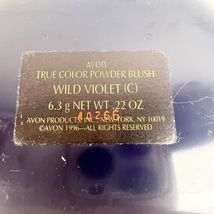 AVON
TRUE COLOR POWDER BLUSH
WILD VIOLET (C)
6.3 g NET WT .22 OZ
AVON PRODUCTS, INC., NEW YORK, NY 10019
©AVON 1996—ALL RIGHTS RESERVED